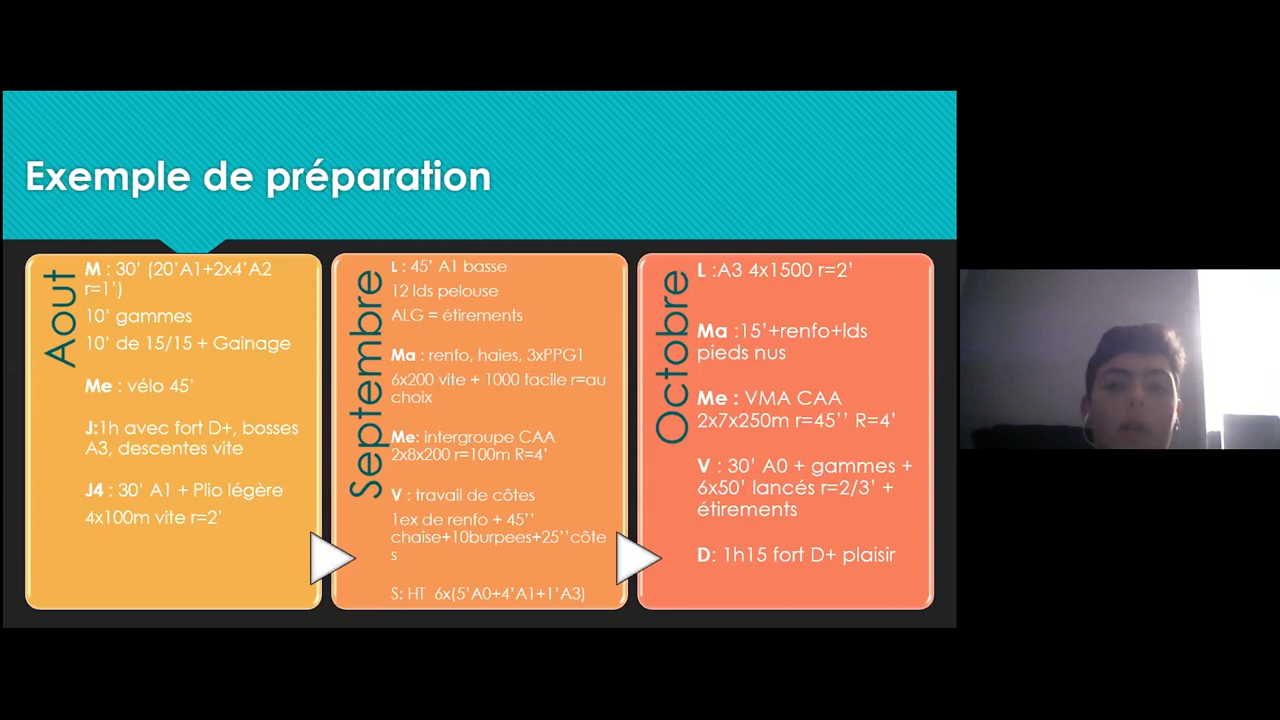 Exemple de préparation
Aout
M : 30’ (20’A1+2x4’A2
r=1’)
10’ gammes
10’ de 15/15 + Gainage
Me : vélo 45’
J:1h avec fort D+, bosses
A3, descentes vite
J4 : 30’ A1 + Plio légère
4x100m vite r=2’
Septembre
L : 45’ A1 basse
12 lds pelouse
ALG = étirements
Ma : renfo, haies, 3xPPG1
6x200 vite + 1000 facile r=au
choix
Me: intergroupe CAA
2x8x200 r=100m R=4’
V : travail de côtes
1ex de renfo + 45’’
chaise+10burpees+25’’côte
s
S: HT 6x(5’A0+4’A1+1’A3)
Octobre
L :A3 4x1500 r=2’
Ma :15’+renfo+lds
pieds nus
Me : VMA CAA
2x7x250m r=45’’ R=4’
V : 30’ A0 + gammes +
6x50’ lancés r=2/3’ +
étirements
D: 1h15 fort D+ plaisir